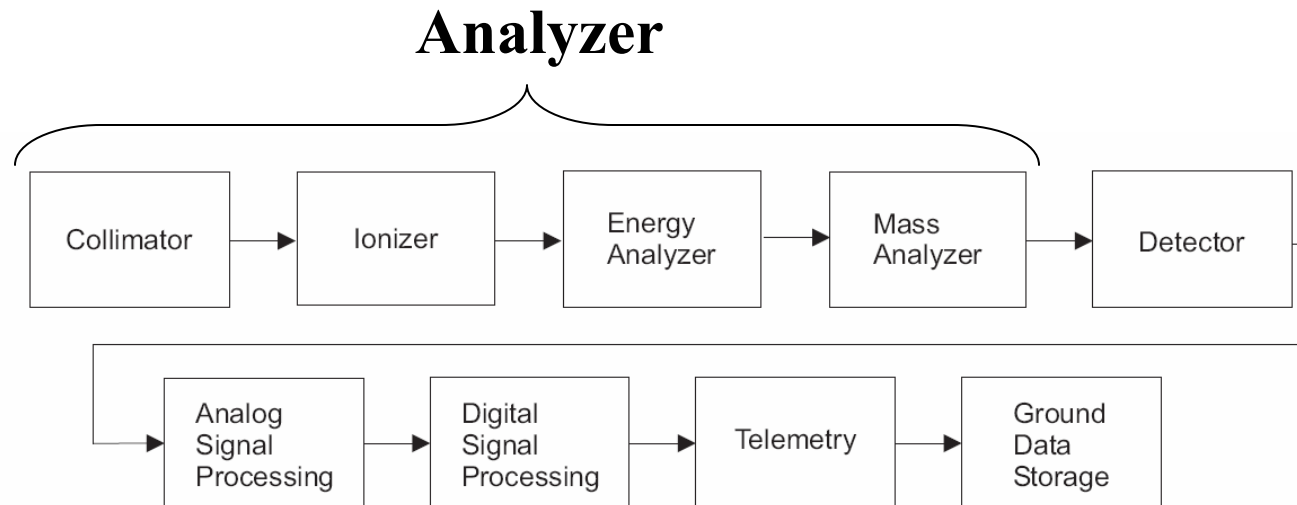 Analyzer
Collimator
Ionizer
Energy
Analyzer
Mass
Analyzer
Detector
Analog
Signal
Processing
Digital
Signal
Processing
Telemetry
Ground
Data
Storage